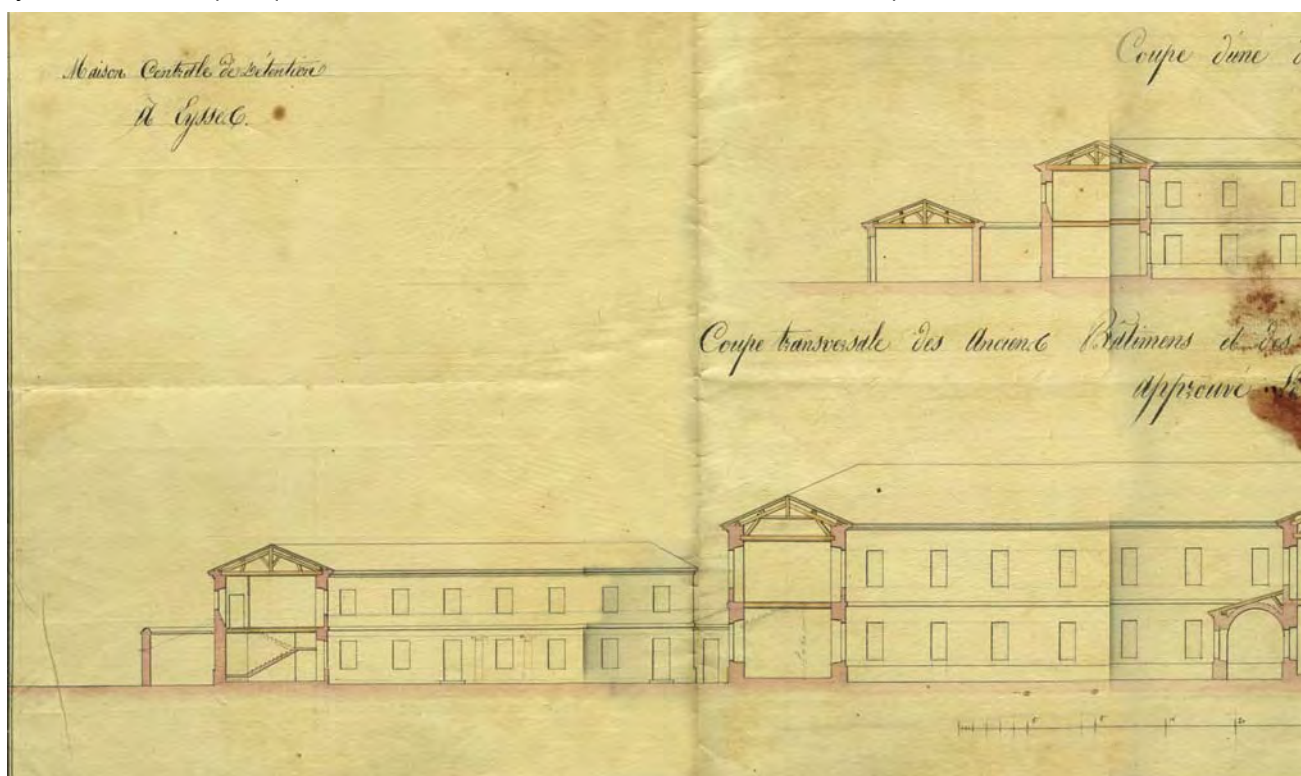 Maison Centrale de Détention
A Eysses.
Coupe d'une
Coupe transversale des Anciens Bâtimens et des
approuvé